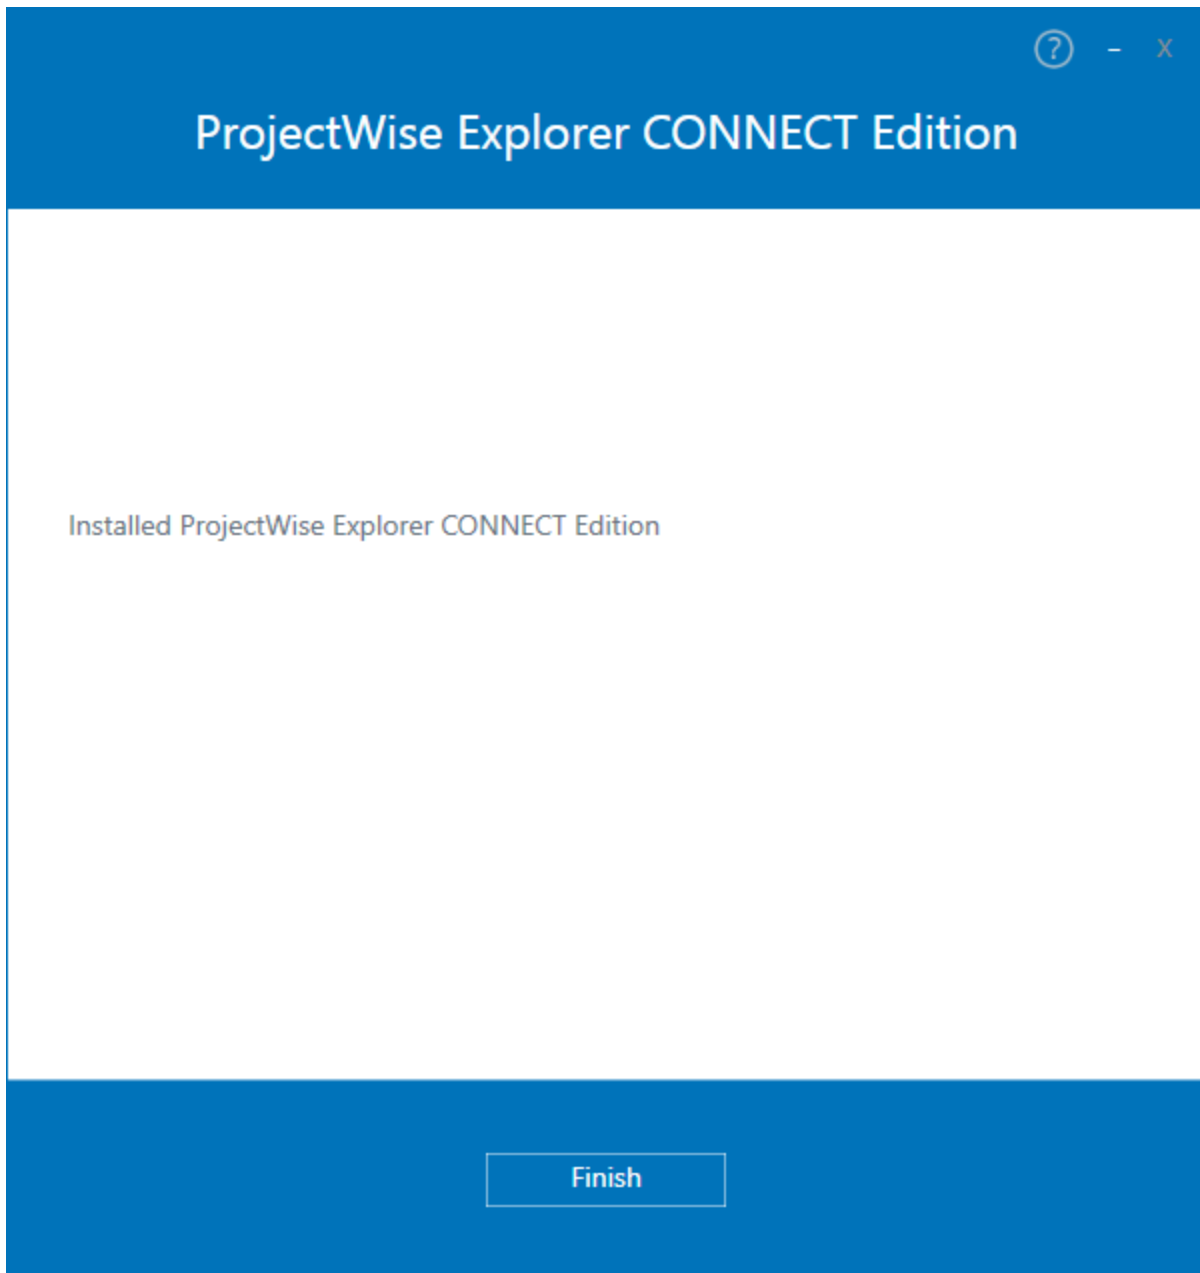 ? – X
ProjectWise Explorer CONNECT Edition
Installed ProjectWise Explorer CONNECT Edition
Finish